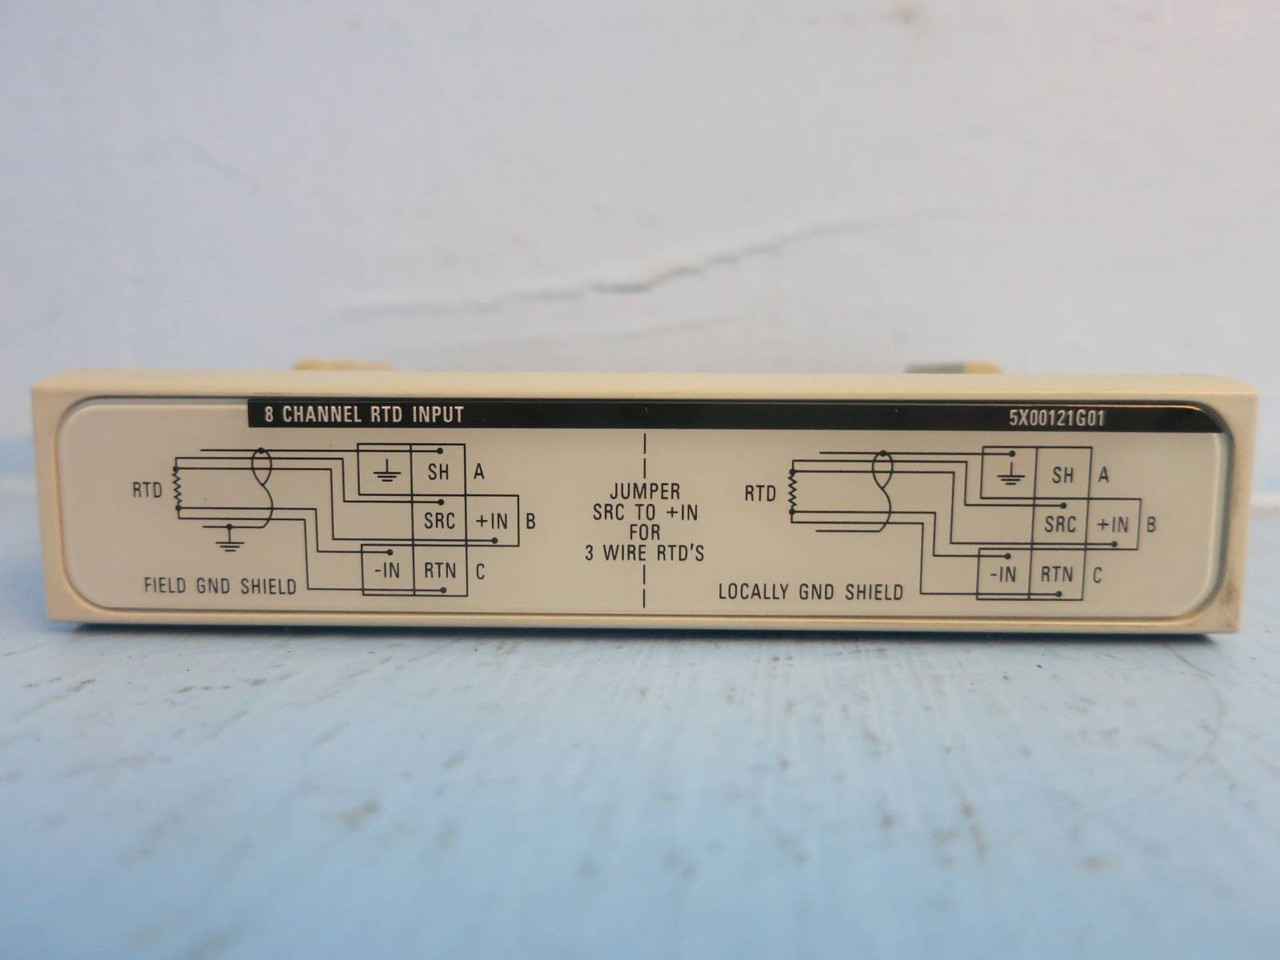 8 CHANNEL RTD INPUT
5X00121G01
RTD
SH
A
SRC
+IN
B
-IN
RTN
C
FIELD GND SHIELD
JUMPER
SRC TO +IN
FOR
3 WIRE RTD'S
RTD
SH
A
SRC
+IN
B
-IN
RTN
C
LOCALLY GND SHIELD